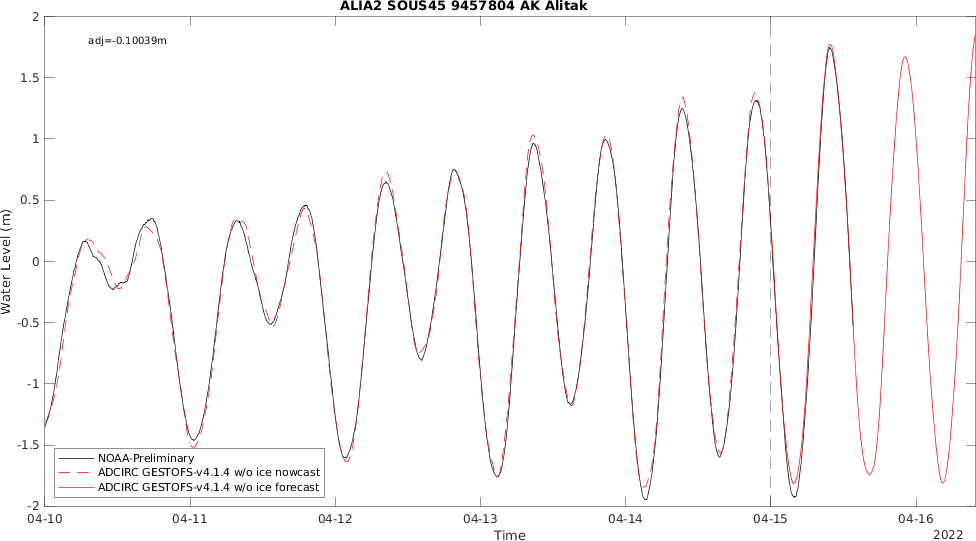 ALIA2 SOUS45 9457804 AK Alitak
adj=-0.10039m
2
1.5
1
0.5
0
-0.5
-1
-1.5
-2
Water Level (m)
NOAA-Preliminary
ADCIRC GESTOFS-v4.1.4 w/o ice nowcast
ADCIRC GESTOFS-v4.1.4 w/o ice forecast
04-10 04-11 04-12 04-13 04-14 04-15 04-16
Time
2022